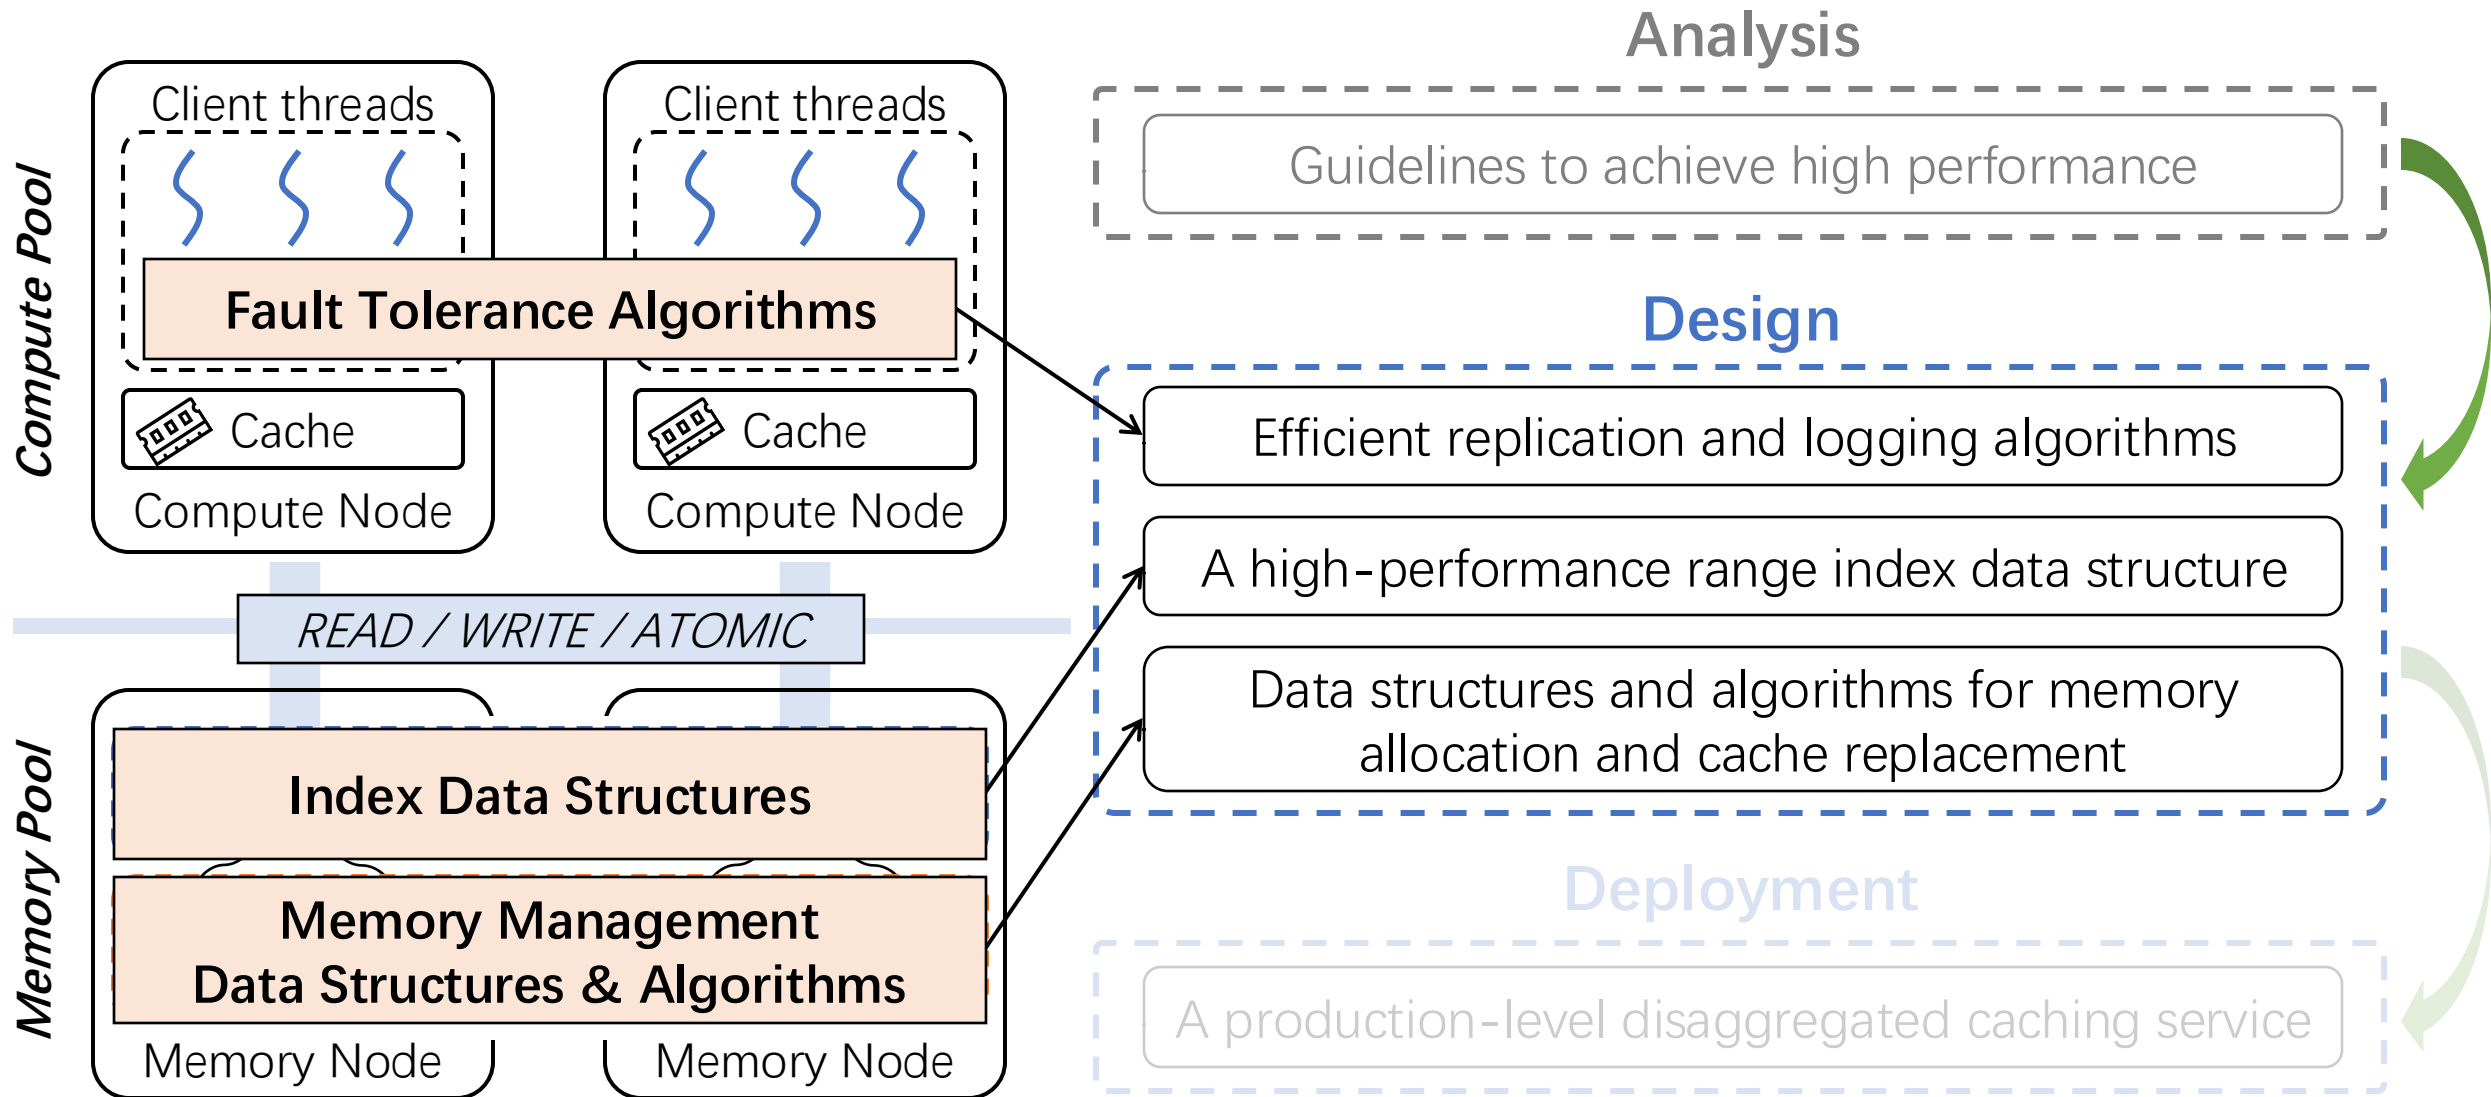 Compute Pool
Client threads
Client threads
Fault Tolerance Algorithms
Cache
Cache
Compute Node
Compute Node
READ / WRITE / ATOMIC
Memory Pool
Index Data Structures
Memory Management
Data Structures & Algorithms
Memory Node
Memory Node
Analysis
Guidelines to achieve high performance
Design
Efficient replication and logging algorithms
A high-performance range index data structure
Data structures and algorithms for memory
allocation and cache replacement
Deployment
A production-level disaggregated caching service